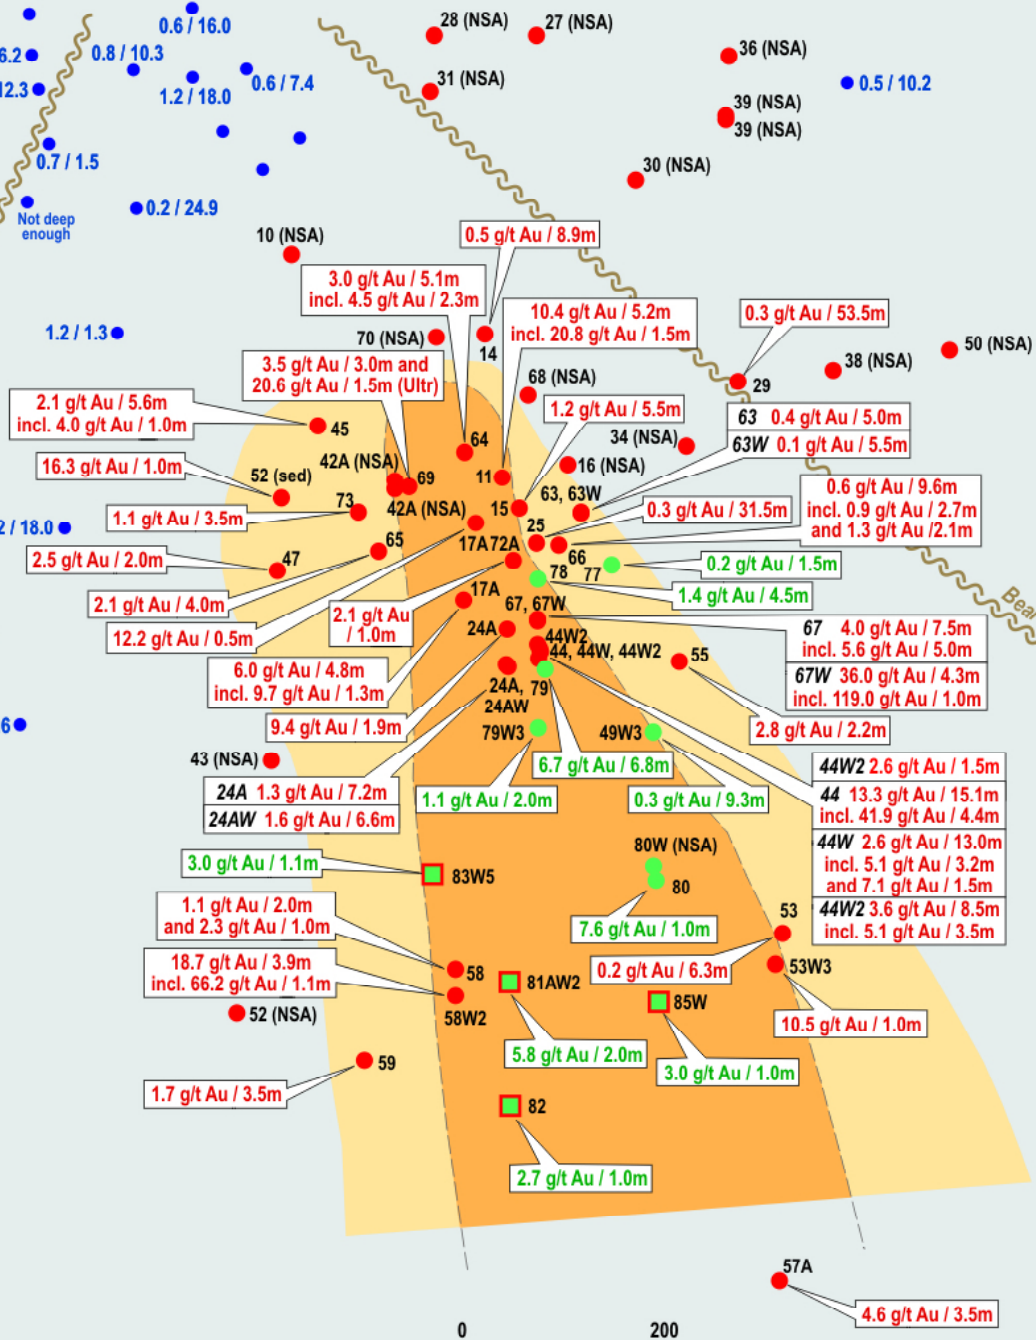 28 (NSA)
27 (NSA)
0.6 / 16.0
36 (NSA)
6.2
0.8 / 10.3
31 (NSA)
0.6 / 7.4
0.5 / 10.2
12.3
1.2 / 18.0
39 (NSA)
39 (NSA)
0.7 / 1.5
30 (NSA)
0.2 / 24.9
Not deep
enough
10 (NSA)
0.5 g/t Au / 8.9m
3.0 g/t Au / 5.1m
incl. 4.5 g/t Au / 2.3m
10.4 g/t Au / 5.2m
incl. 20.8 g/t Au / 1.5m
0.3 g/t Au / 53.5m
1.2 / 1.3
70 (NSA)
14
50 (NSA)
3.5 g/t Au / 3.0m and
20.6 g/t Au / 1.5m (Ultr)
38 (NSA)
68 (NSA)
29
2.1 g/t Au / 5.6m
incl. 4.0 g/t Au / 1.0m
1.2 g/t Au / 5.5m
63 0.4 g/t Au / 5.0m
63W 0.1 g/t Au / 5.5m
45
64
34 (NSA)
16.3 g/t Au / 1.0m
52 (sed)
42A (NSA)
69
11
16 (NSA)
73
42A (NSA)
15
63, 63W
0.3 g/t Au / 31.5m
0.6 g/t Au / 9.6m
incl. 0.9 g/t Au / 2.7m
and 1.3 g/t Au /2.1m
1.1 g/t Au / 3.5m
2 / 18.0
25
17A
72A
66
65
2.5 g/t Au / 2.0m
47
78
77
0.2 g/t Au / 1.5m
1.4 g/t Au / 4.5m
17A
2.1 g/t Au / 4.0m
67, 67W
Bear
12.2 g/t Au / 0.5m
2.1 g/t Au
/ 1.0m
24A
44W2
44, 44W, 44W2
67 4.0 g/t Au / 7.5m
incl. 5.6 g/t Au / 5.0m
67W 36.0 g/t Au / 4.3m
incl. 119.0 g/t Au / 1.0m
55
6.0 g/t Au / 4.8m
incl. 9.7 g/t Au / 1.3m
24A,
24AW
79
9.4 g/t Au / 1.9m
79W3
49W3
2.8 g/t Au / 2.2m
6
43 (NSA)
6.7 g/t Au / 6.8m
44W2 2.6 g/t Au / 1.5m
44 13.3 g/t Au / 15.1m
incl. 41.9 g/t Au / 4.4m
44W 2.6 g/t Au / 13.0m
incl. 5.1 g/t Au / 3.2m
and 7.1 g/t Au / 1.5m
44W2 3.6 g/t Au / 8.5m
incl. 5.1 g/t Au / 3.5m
24A 1.3 g/t Au / 7.2m
24AW 1.6 g/t Au / 6.6m
1.1 g/t Au / 2.0m
0.3 g/t Au / 9.3m
80W (NSA)
3.0 g/t Au / 1.1m
83W5
80
1.1 g/t Au / 2.0m
and 2.3 g/t Au / 1.0m
7.6 g/t Au / 1.0m
53
18.7 g/t Au / 3.9m
incl. 66.2 g/t Au / 1.1m
58
81AW2
0.2 g/t Au / 6.3m
53W3
52 (NSA)
58W2
85W
10.5 g/t Au / 1.0m
5.8 g/t Au / 2.0m
59
3.0 g/t Au / 1.0m
1.7 g/t Au / 3.5m
82
2.7 g/t Au / 1.0m
57A
4.6 g/t Au / 3.5m
0
200